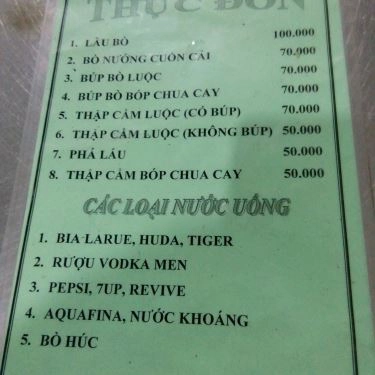 THỰC ĐƠN
1. LẨU BÒ 100.000
2. BÒ NƯỚNG CUỐN CẢI 70.000
3. BÚP BÒ LUỘC 70.000
4. BÚP BÒ BÓP CHUA CAY 70.000
5. THẬP CẨM LUỘC (CÓ BÚP) 70.000
6. THẬP CẨM LUỘC (KHÔNG BÚP) 50.000
7. PHÁ LẤU 50.000
8. THẬP CẨM BÓP CHUA CAY 50.000
CÁC LOẠI NƯỚC UỐNG
1. BIA LARUE, HUDA, TIGER
2. RƯỢU VODKA MEN
3. PEPSI, 7UP, REVIVE
4. AQUAFINA, NƯỚC KHOÁNG
5. BÒ HÚC